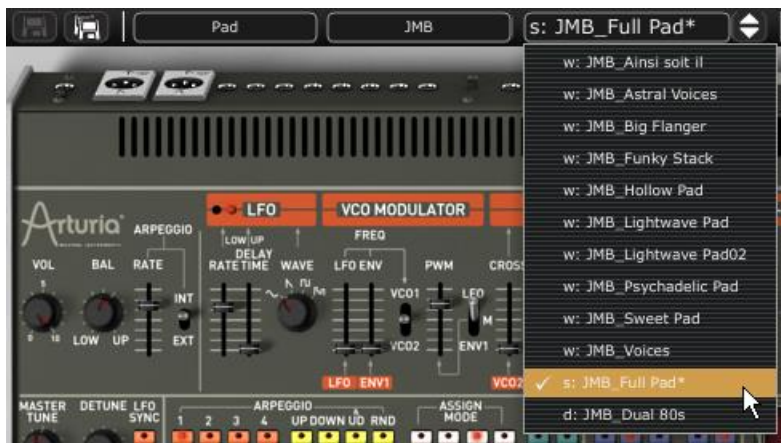 Pad JMB s: JMB_Full Pad*
w: JMB_Ainsi soit il
w: JMB_Astral Voices
w: JMB_Big Flanger
w: JMB_Funky Stack
w: JMB_Hollow Pad
w: JMB_Lightwave Pad
w: JMB_Lightwave Pad02
w: JMB_Psychadelic Pad
w: JMB_Sweet Pad
w: JMB_Voices
✓ s: JMB_Full Pad*
d: JMB_Dual 80s
LFO VCO MODULATOR
Arturia
ARPEGGIO
LOW UP
FREQ
VOL BAL RATE
RATE DELAY TIME WAVE LFO ENV PWM CROSS
5
0 10
LOW UP
INT
EXT
VCO1
VCO2
LFO
M
ENV1
LFO ENV1 VCO2
MASTER TUNE DETUNE LFO SYNC
ARPEGGIO
1 2 3 4 UP DOWN UD RND
ASSIGN MODE